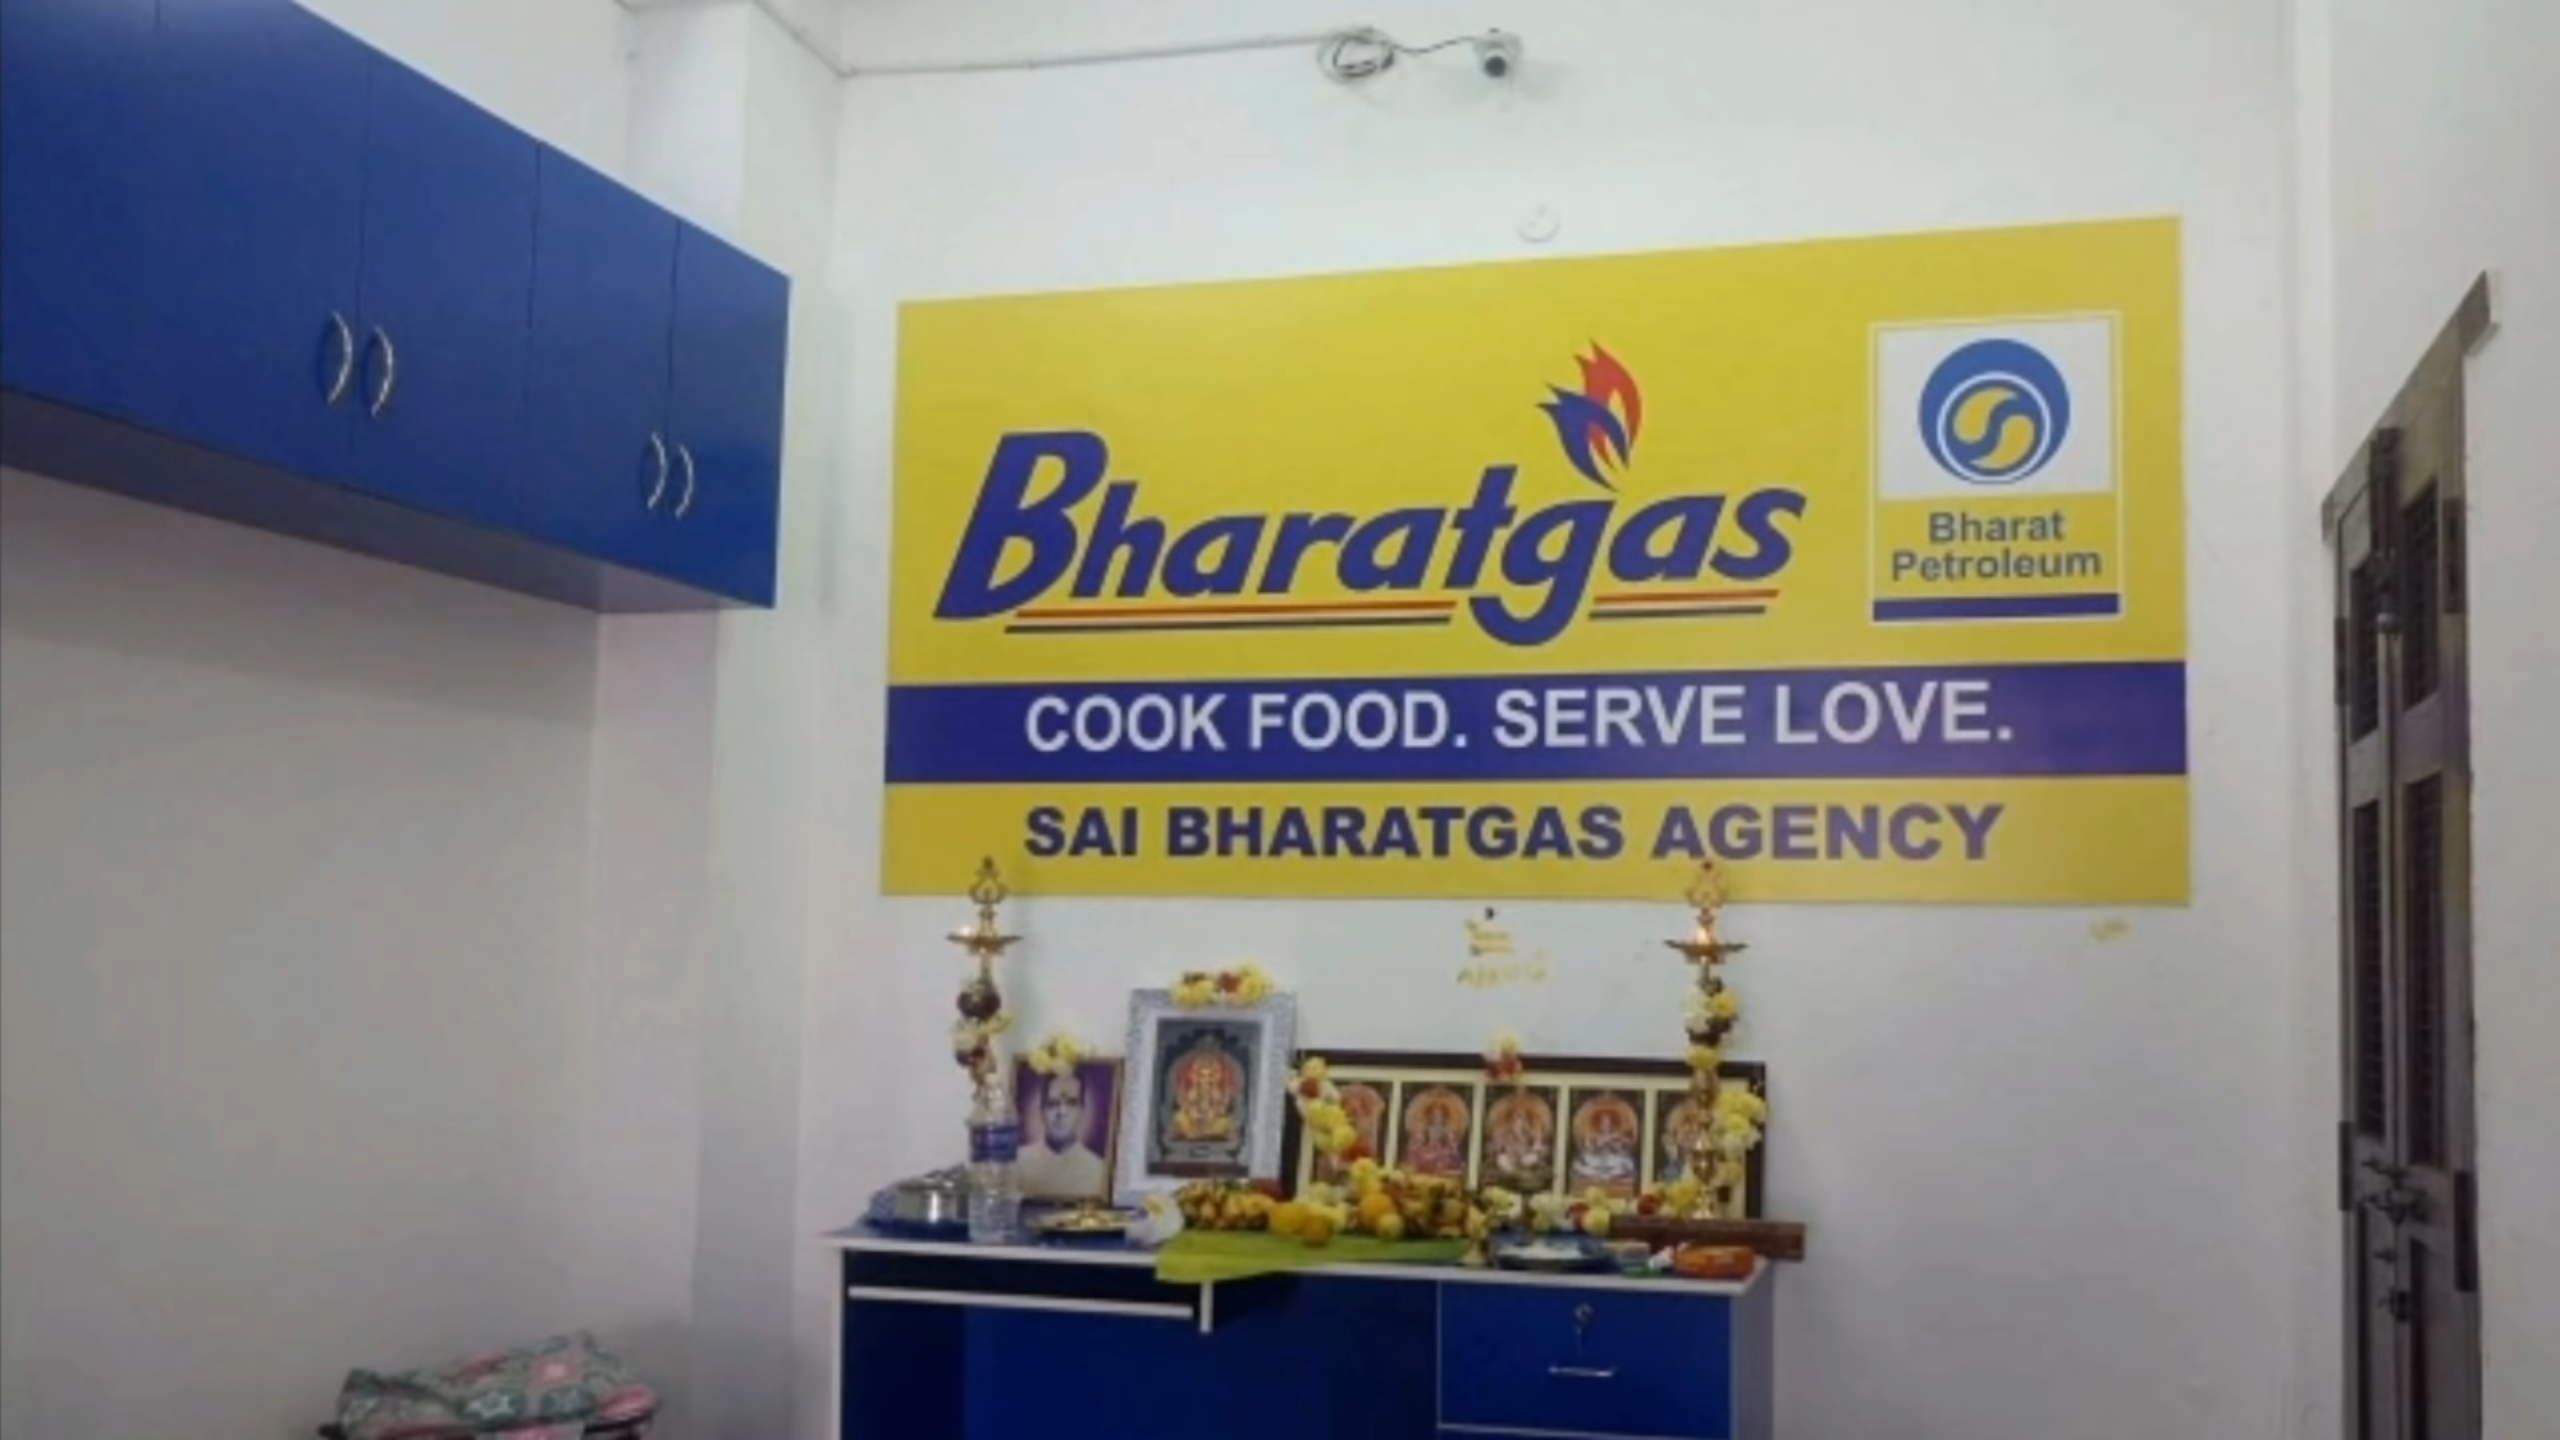 Bharatgas
Bharat
Petroleum
COOK FOOD. SERVE LOVE.
SAI BHARATGAS AGENCY